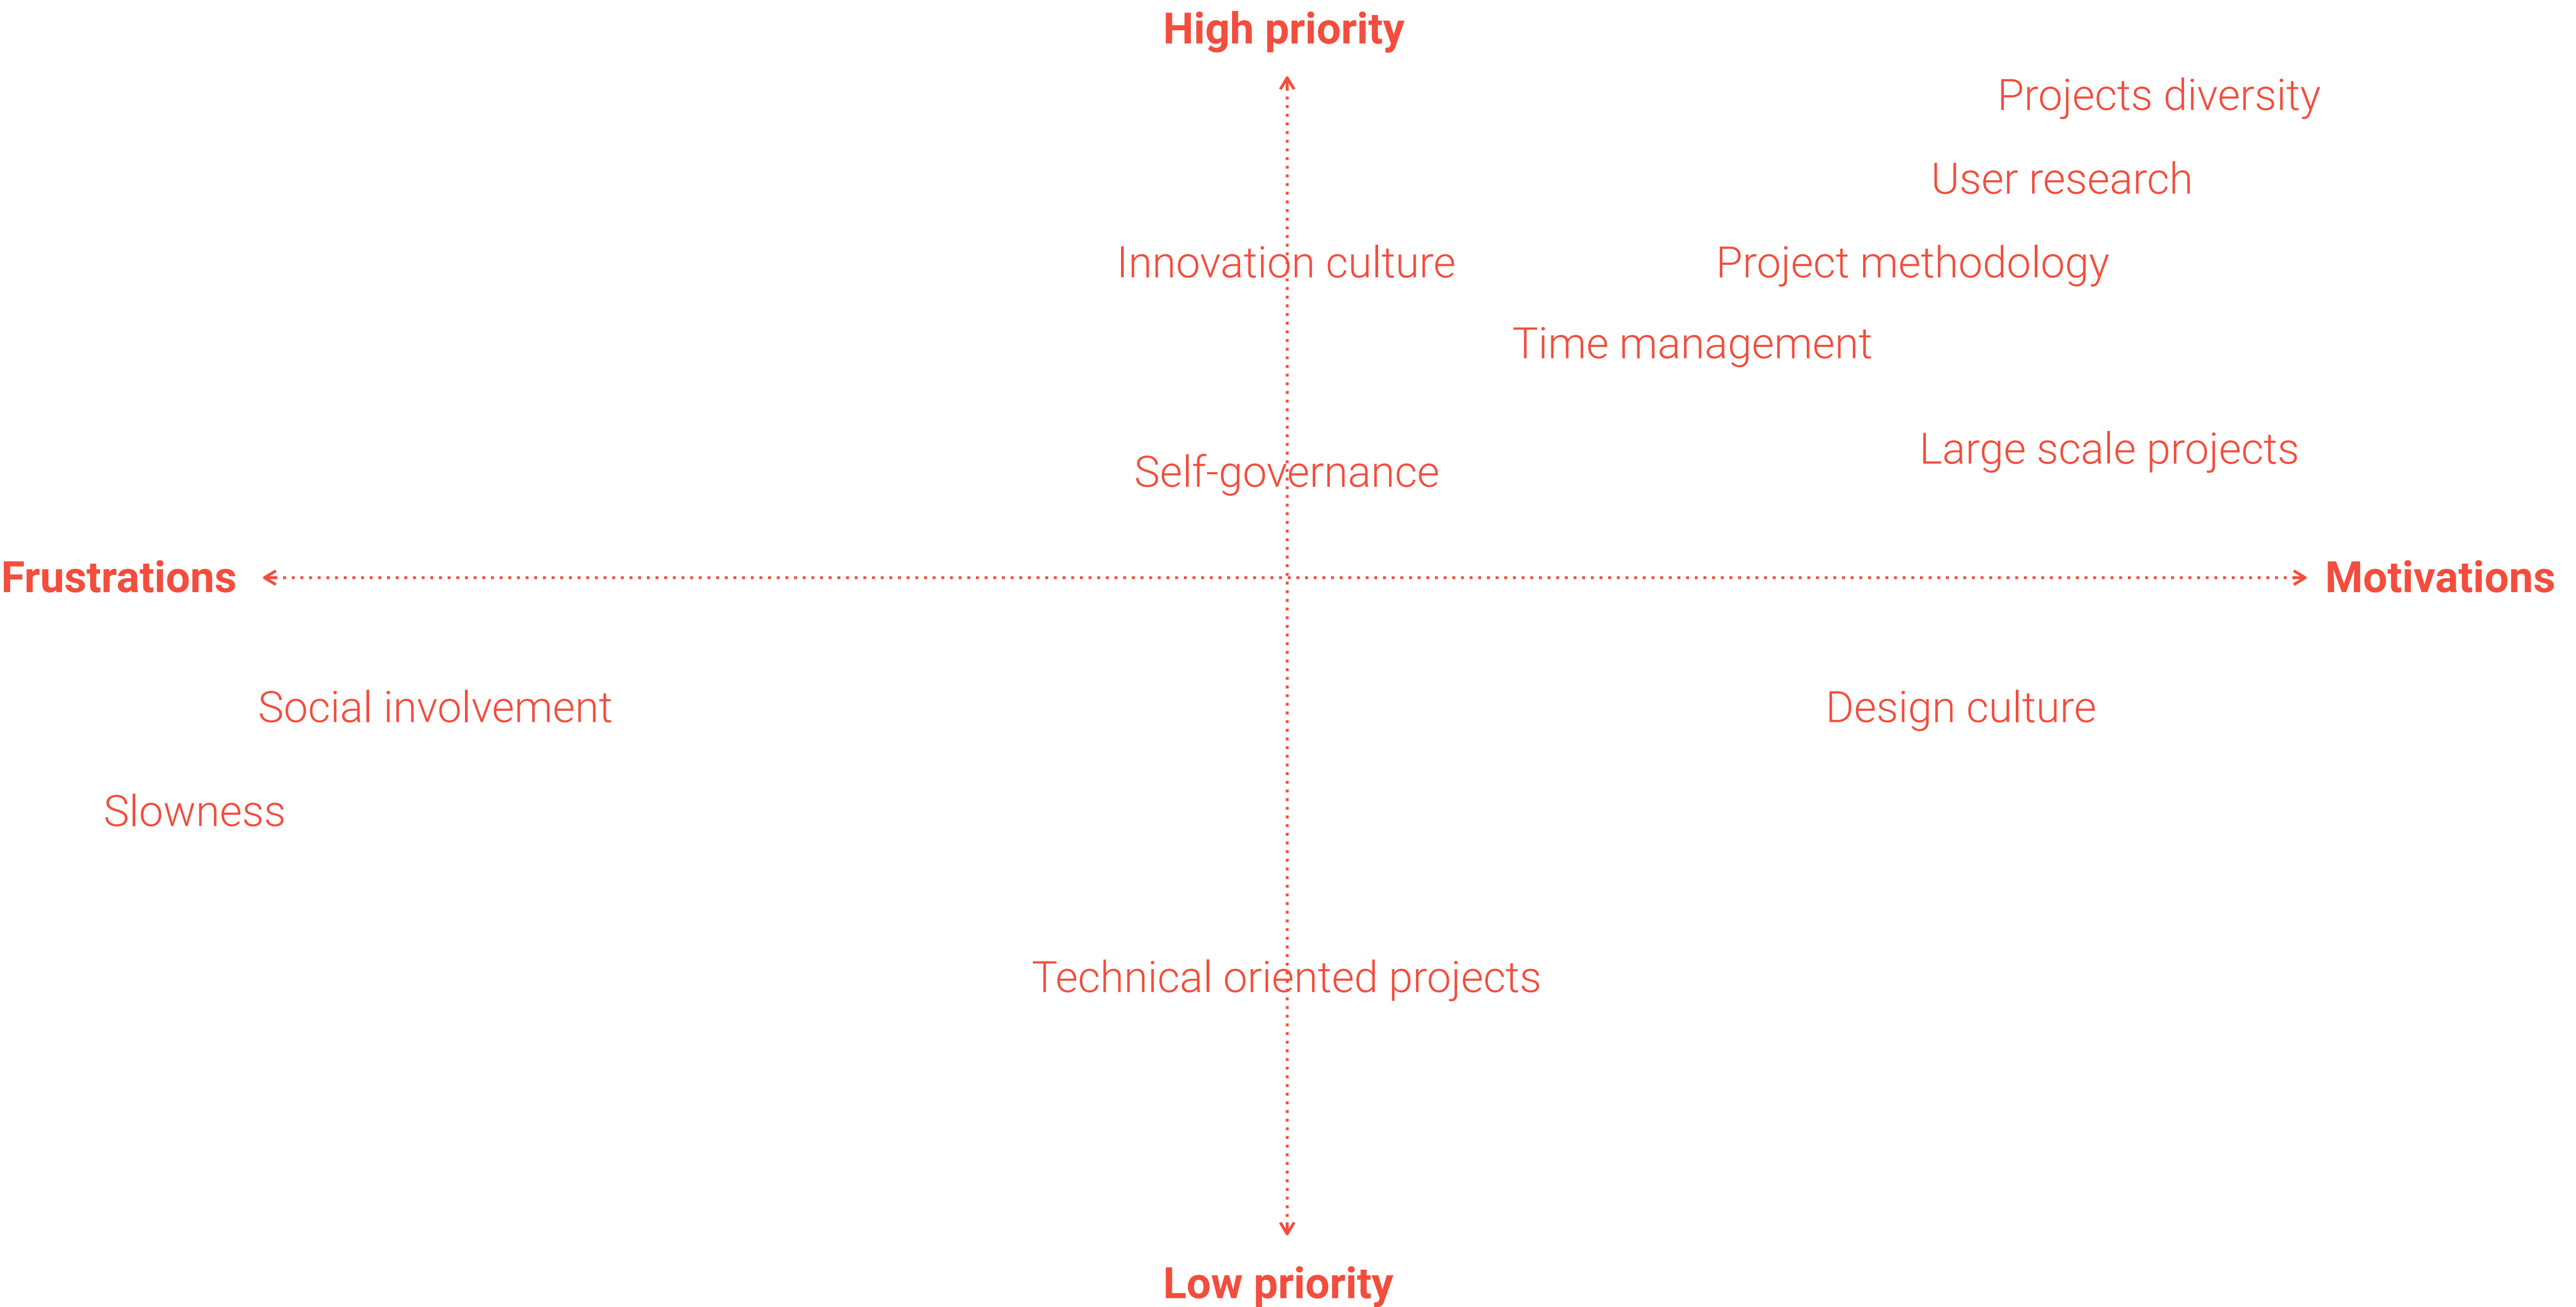 High priority
Projects diversity
User research
Innovation culture
Project methodology
Time management
Large scale projects
Self-governance
Frustrations
Motivations
Social involvement
Design culture
Slowness
Technical oriented projects
Low priority